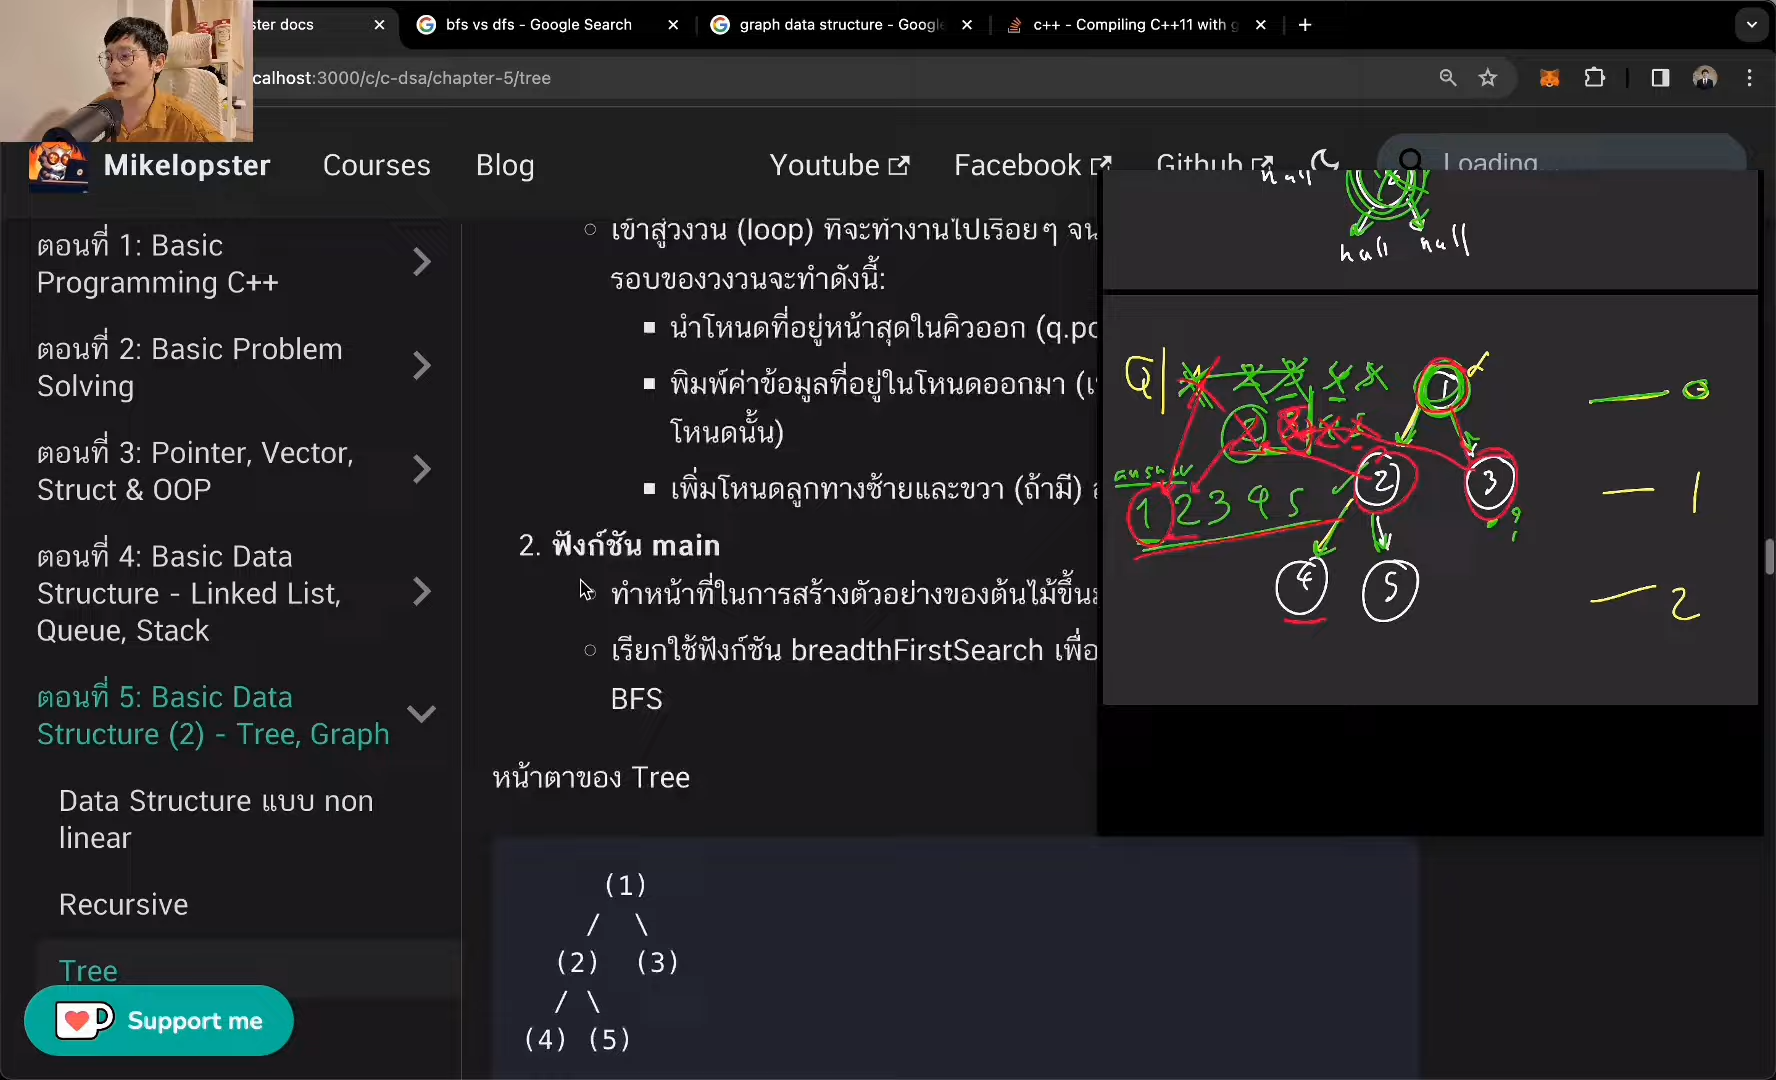 ster docs
bfs vs dfs - Google Search
graph data structure - Googl
c++ - Compiling C++11 with g
calhost:3000/c/c-dsa/chapter-5/tree
Mikelopster
Courses
Blog
Youtube
Facebook
Github
Loading
ตอนที่ 1: Basic
Programming C++
ตอนที่ 2: Basic Problem
Solving
ตอนที่ 3: Pointer, Vector,
Struct & OOP
ตอนที่ 4: Basic Data
Structure - Linked List,
Queue, Stack
ตอนที่ 5: Basic Data
Structure (2) - Tree, Graph
Data Structure แบบ non
linear
Recursive
Tree
Support me
เข้าสู่วงวน (loop) ที่จะทำงานไปเรื่อยๆ จน
รอบของวงวนจะทำดังนี้:
นำโหนดที่อยู่หน้าสุดในคิวออก (q.po
พิมพ์ค่าข้อมูลที่อยู่ในโหนดออกมา (เ
โหนดนั้น)
เพิ่มโหนดลูกทางซ้ายและขวา (ถ้ามี)
2. ฟังก์ชัน main
ทำหน้าที่ในการสร้างตัวอย่างของต้นไม้ขึ้น
เรียกใช้ฟังก์ชัน breadthFirstSearch เพื่อ
BFS
หน้าตาของ Tree
(1)
/ \
(2) (3)
/ \
(4) (5)
null
null null
Q
1
0
answer
2
3
1
1 2 3 4 5
?
4
5
2